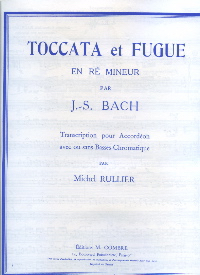 TOCCATA et FUGUE
EN RÉ MINEUR
PAR
J.-S. BACH
Transcription pour Accordéon
avec ou sans Basses Chromatique
PAR
Michel RULLIER
Editions M. COMBRE